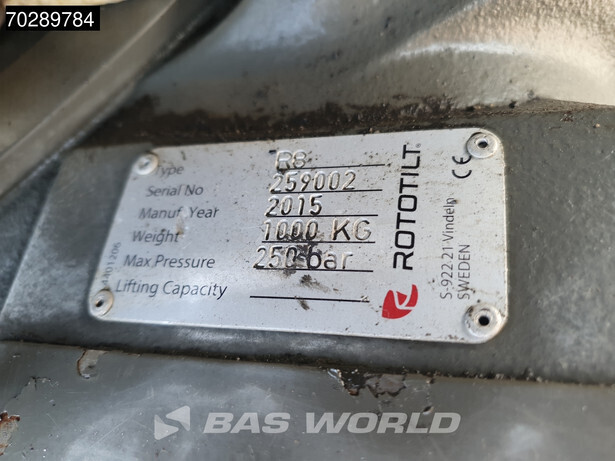 70289784
Type R8
Serial No 259002
Manuf. Year 2015
Weight 1000 KG
Max.Pressure 250 bar
Lifting Capacity
ROTOTILT
CE
S-922 21 Vindeln
SWEDEN
BAS WORLD